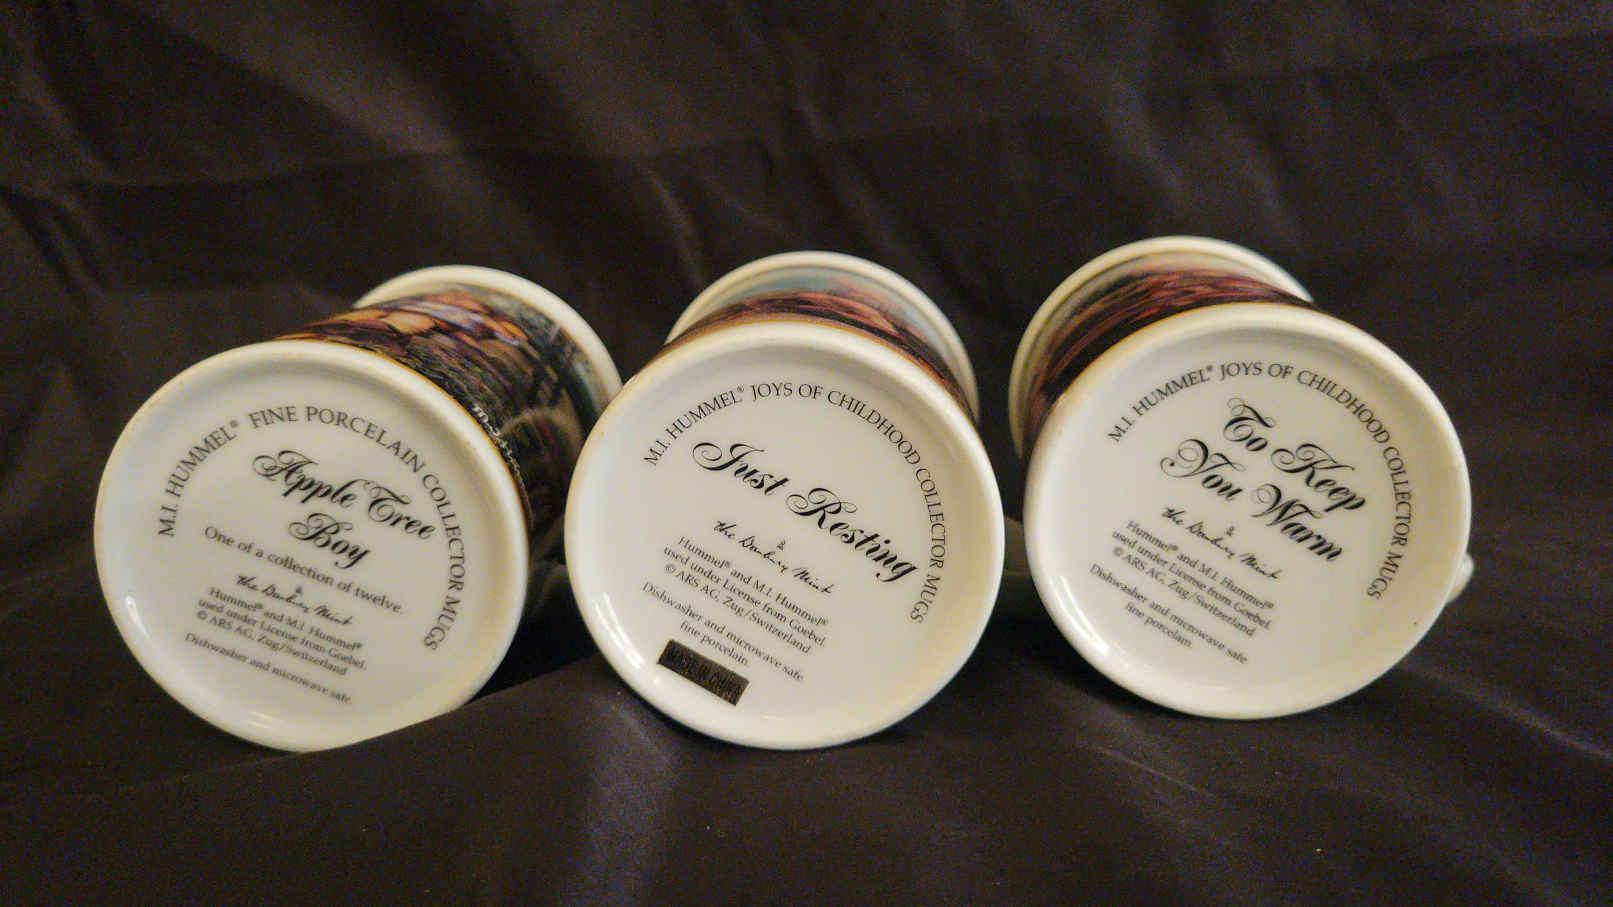 M.I. HUMMEL® FINE PORCELAIN COLLECTOR MUGS
Apple Tree
Boy
One of a collection of twelve.
the Danbury Mint
Hummel® and M.I. Hummel®
used under License from Goebel.
© ARS AG, Zug/Switzerland
Dishwasher and microwave safe.
M.I. HUMMEL® JOYS OF CHILDHOOD COLLECTOR MUGS
Just Resting
the Danbury Mint
Hummel® and M.I. Hummel®
used under License from Goebel.
© ARS AG, Zug/Switzerland
Dishwasher and microwave safe
fine porcelain.
MADE IN CHINA
M.I. HUMMEL® JOYS OF CHILDHOOD COLLECTOR MUGS
To Keep
You Warm
the Danbury Mint
Hummel® and M.I. Hummel®
used under License from Goebel.
© ARS AG, Zug/Switzerland
Dishwasher and microwave safe
fine porcelain.